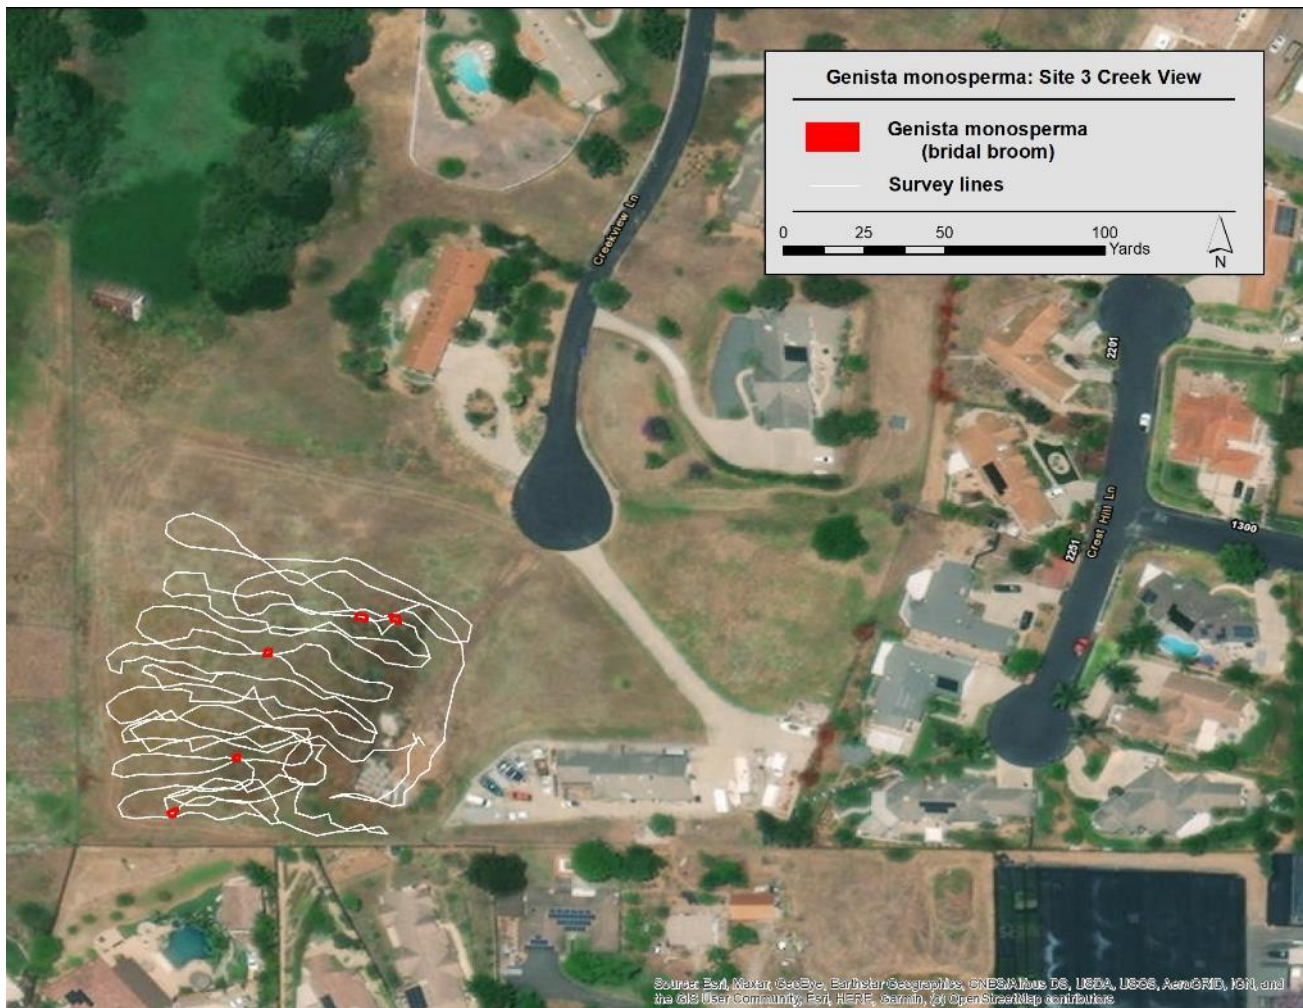 Genista monosperma: Site 3 Creek View
Genista monosperma
(bridal broom)
Survey lines
0 25 50 100
Yards
N
Creekview Ln
2201
2251
Crest Hill Ln
1300
Source: Esri, Maxar, GeoEye, Earthstar Geographics, CNES/Airbus DS, USDA, USGS, AeroGRID, IGN, and
the GIS User Community, Esri, HERE, Garmin, (c) OpenStreetMap contributors